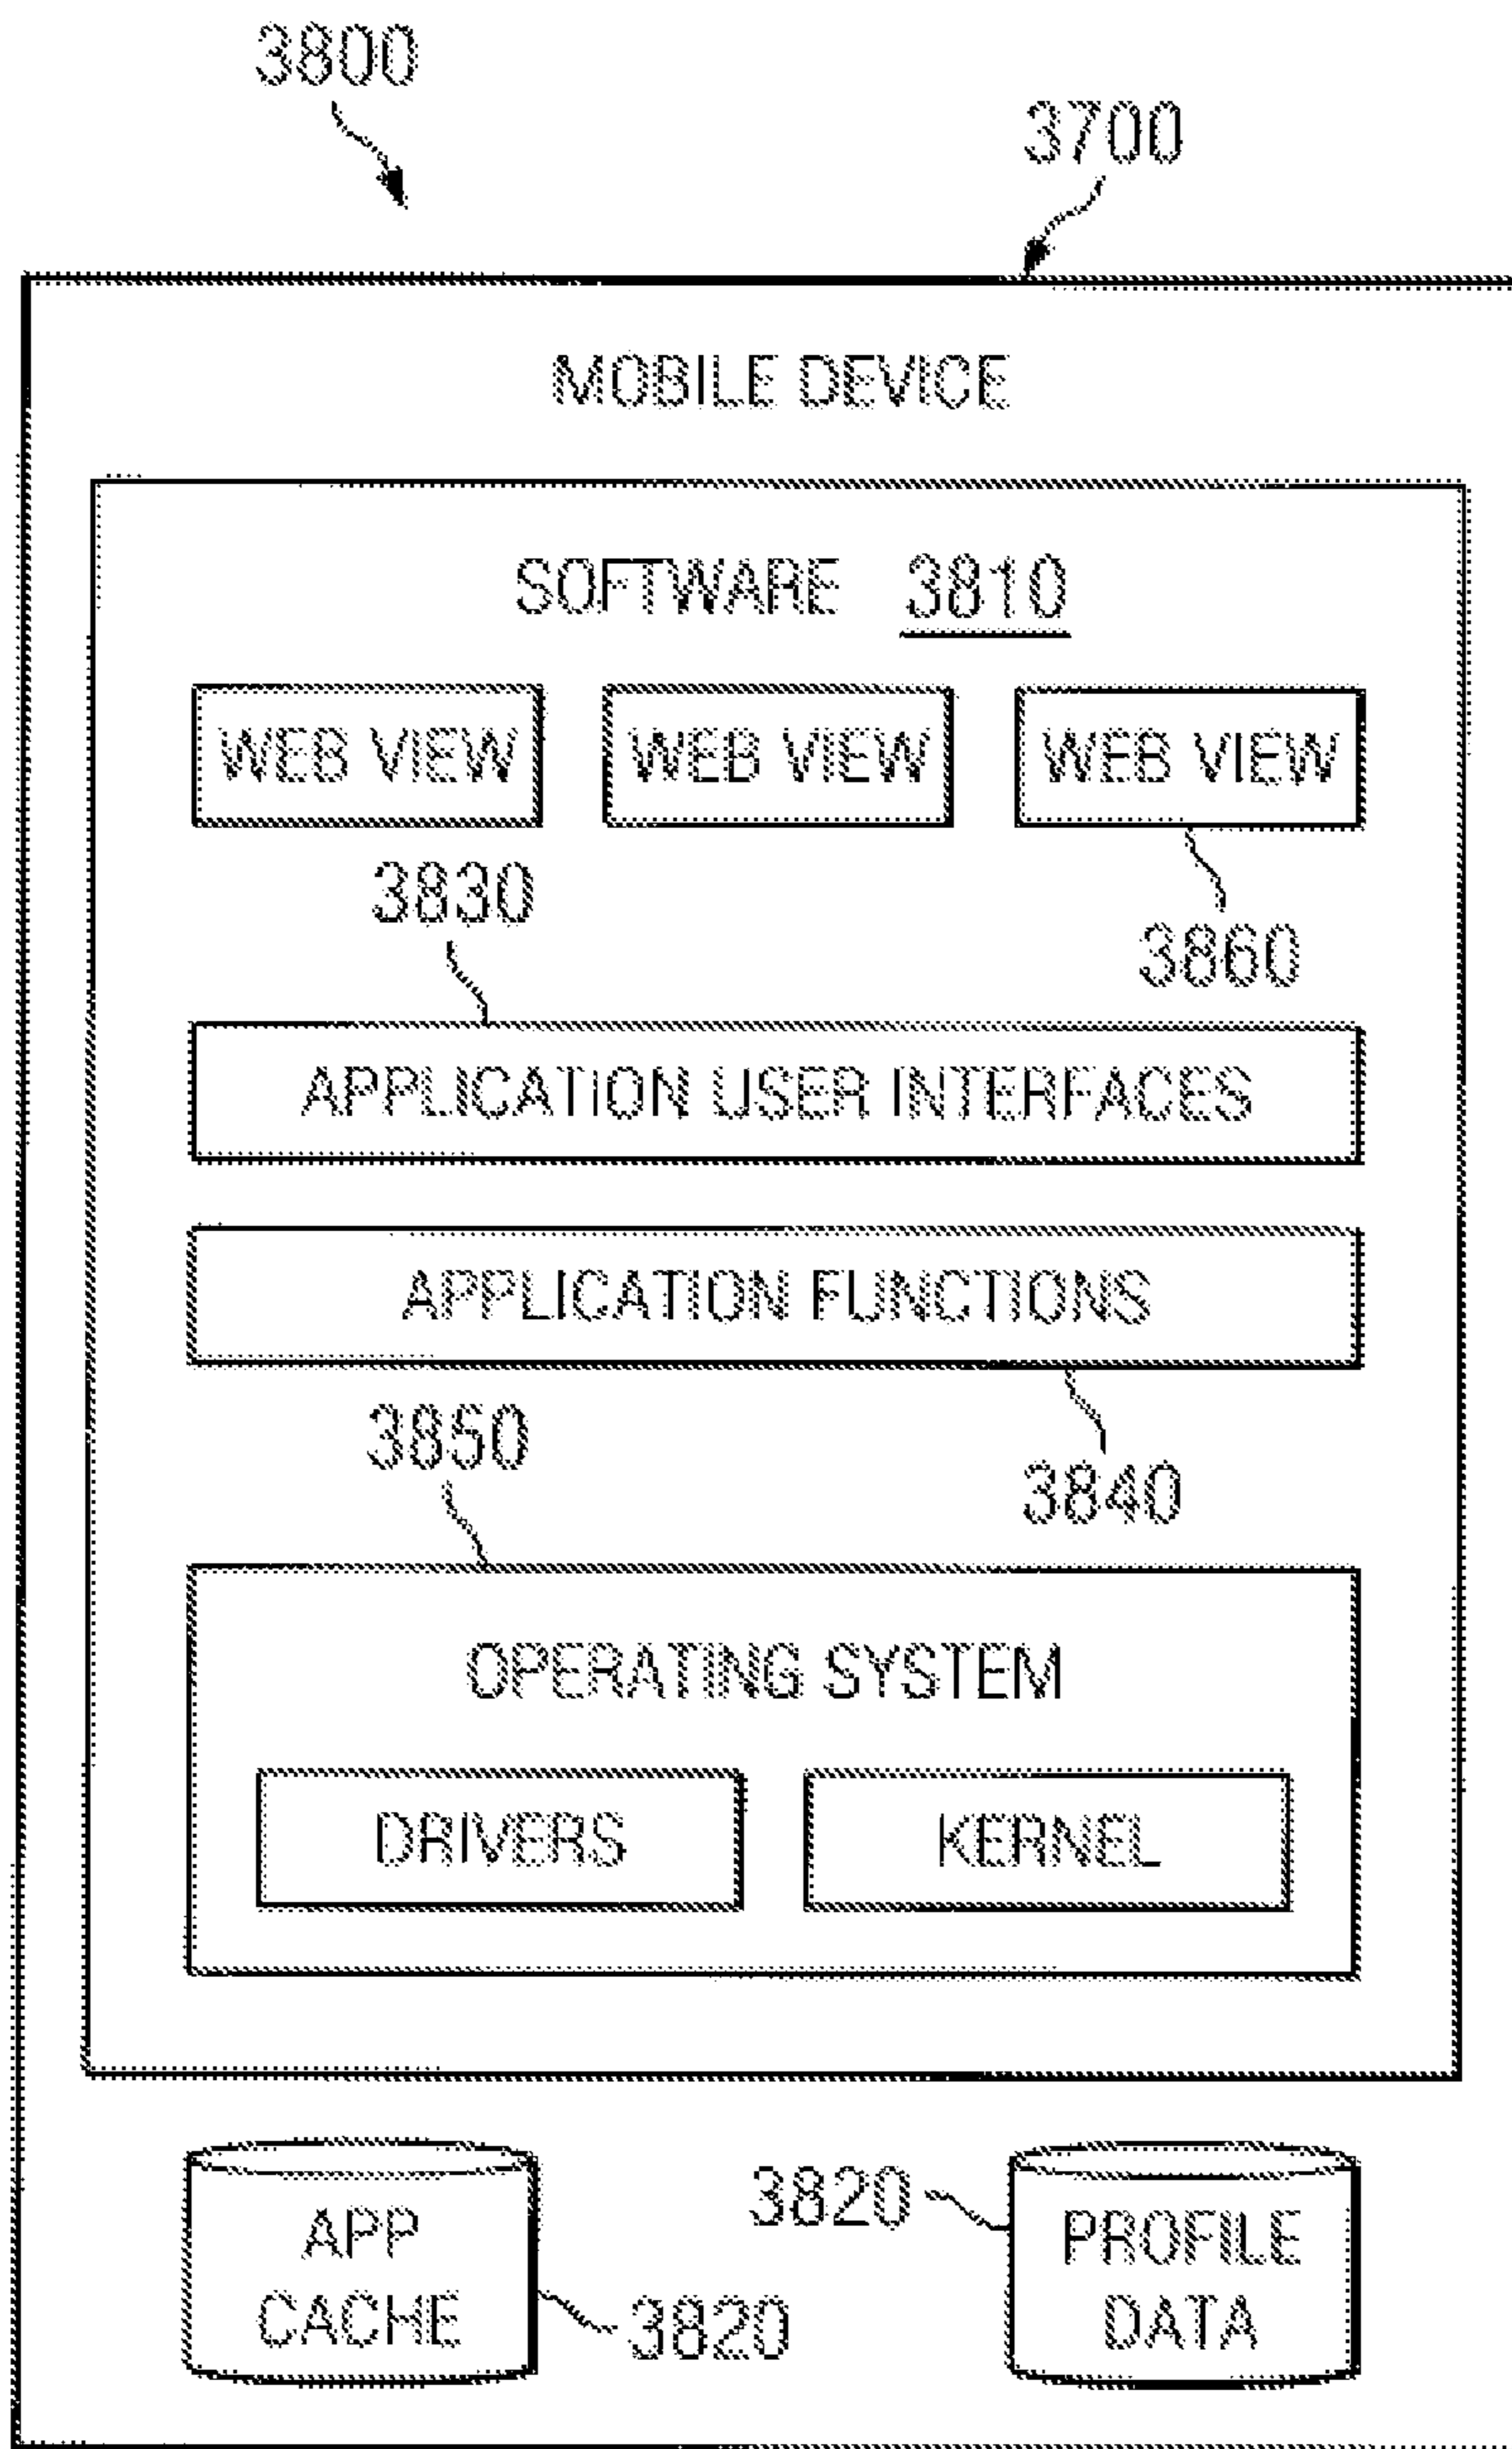 3800
3700
MOBILE DEVICE
SOFTWARE 3810
WEB VIEW WEB VIEW WEB VIEW
3830
3860
APPLICATION USER INTERFACES
APPLICATION FUNCTIONS
3850
3840
OPERATING SYSTEM
DRIVERS KERNEL
APP
CACHE
3820
3820
PROFILE
DATA